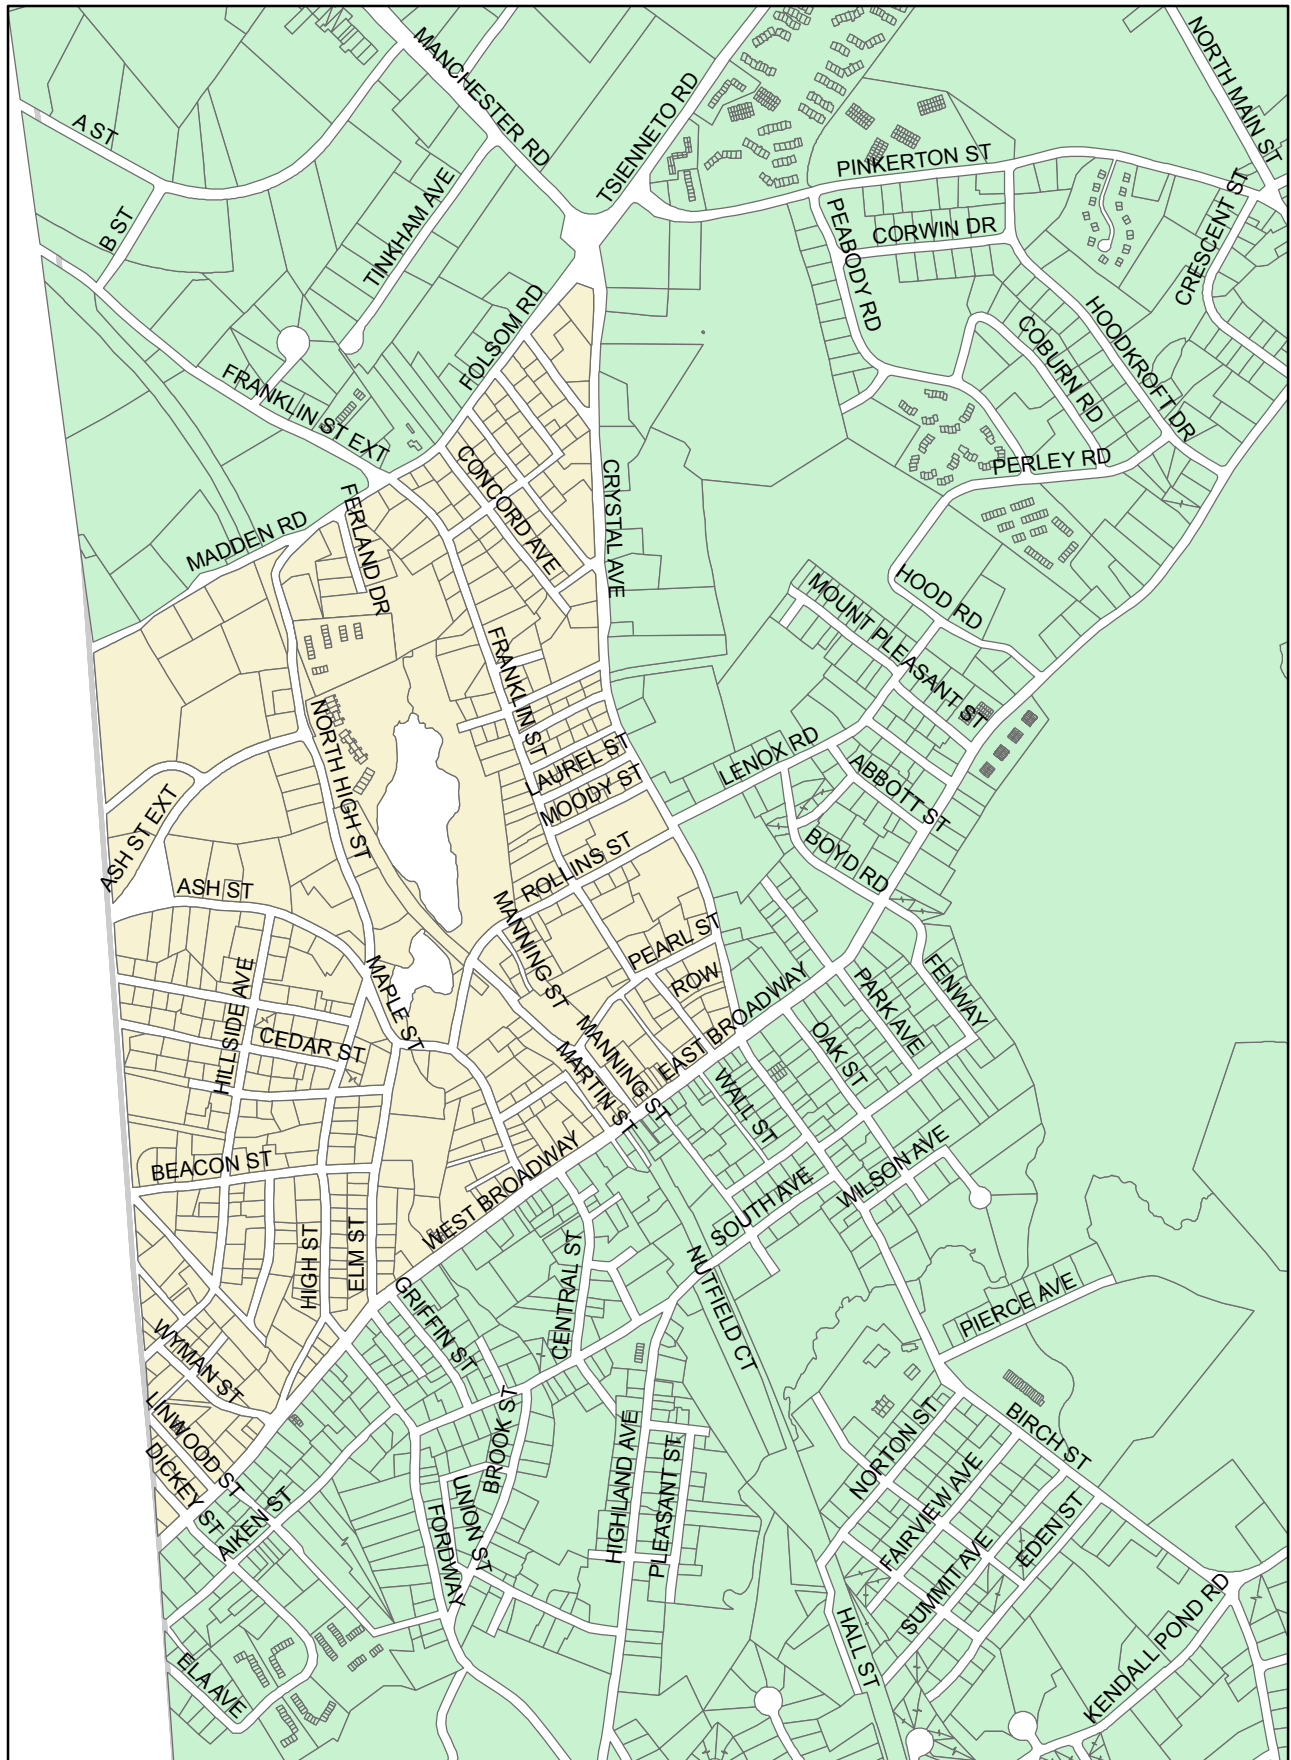 MANCHESTER RD
NORTH MAIN ST
A ST
TSIENNETO RD
PINKERTON ST
B ST
TINKHAM AVE
PEABODY RD
CORWIN DR
CRESCENT ST
FOLSOM RD
HOODKROFT DR
COBURN RD
FRANKLIN ST EXT
CONCORD AVE
CRYSTAL AVE
PERLEY RD
MADDEN RD
FERLAND DR
HOOD RD
MOUNT PLEASANT ST
FRANKLIN ST
NORTH HIGH ST
LAUREL ST
LENOX RD
MOODY ST
ABBOTT ST
ASH ST EXT
ROLLINS ST
BOYD RD
ASH ST
MANNING ST
PEARL ST
ROW
HILLSIDE AVE
MAPLE ST
PARK AVE
FENWAY
CEDAR ST
EAST BROADWAY
OAK ST
MANNING ST
MARTIN ST
WALL ST
BEACON ST
WEST BROADWAY
SOUTH AVE
WILSON AVE
HIGH ST
ELM ST
CENTRAL ST
NUTFIELD CT
GRIFFIN ST
PIERCE AVE
WYMAN ST
LINWOOD ST
DICKEY ST
AIKEN ST
BROOK ST
HIGHLAND AVE
PLEASANT ST
NORTON ST
BIRCH ST
UNION ST
FORDWAY
FAIRVIEW AVE
SUMMIT AVE
EDEN ST
HALL ST
KENDALL POND RD
ELA AVE